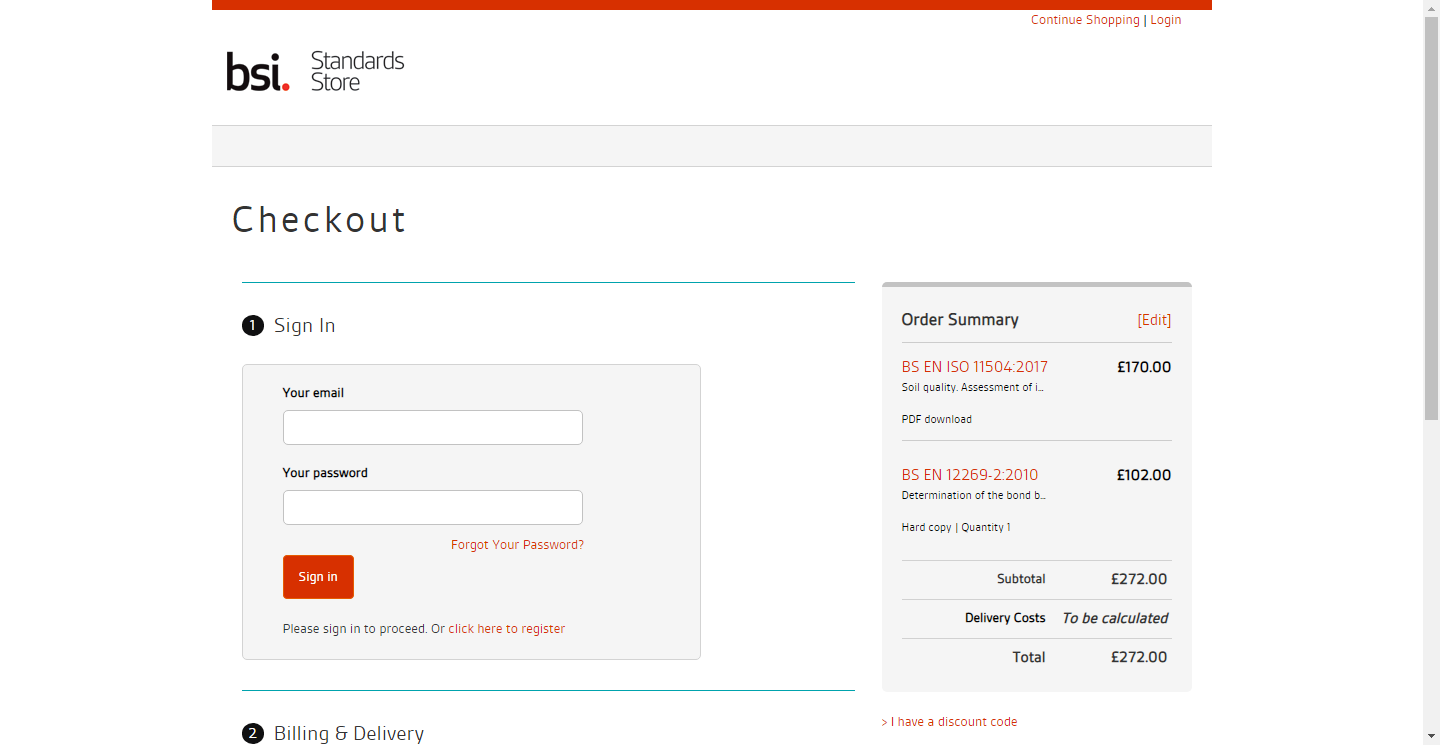 Continue Shopping | Login
bsi. Standards
Store
Checkout
1 Sign In
Your email
Your password
Forgot Your Password?
Sign in
Please sign in to proceed. Or click here to register
2 Billing & Delivery
Order Summary [Edit]
BS EN ISO 11504:2017 £170.00
Soil quality. Assessment of i...
PDF download
BS EN 12269-2:2010 £102.00
Determination of the bond b...
Hard copy | Quantity 1
Subtotal £272.00
Delivery Costs To be calculated
Total £272.00
> I have a discount code